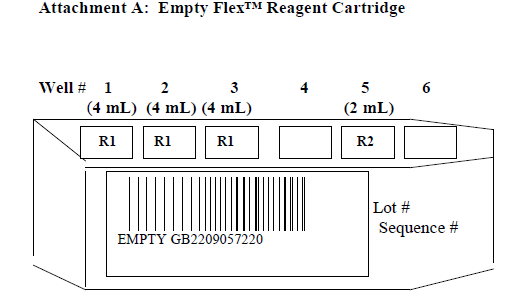 Attachment A: Empty Flex™ Reagent Cartridge
Well # 1 2 3 4 5 6
(4 mL) (4 mL) (4 mL) (2 mL)
R1 R1 R1 R2
Lot #
Sequence #
EMPTY GB2209057220